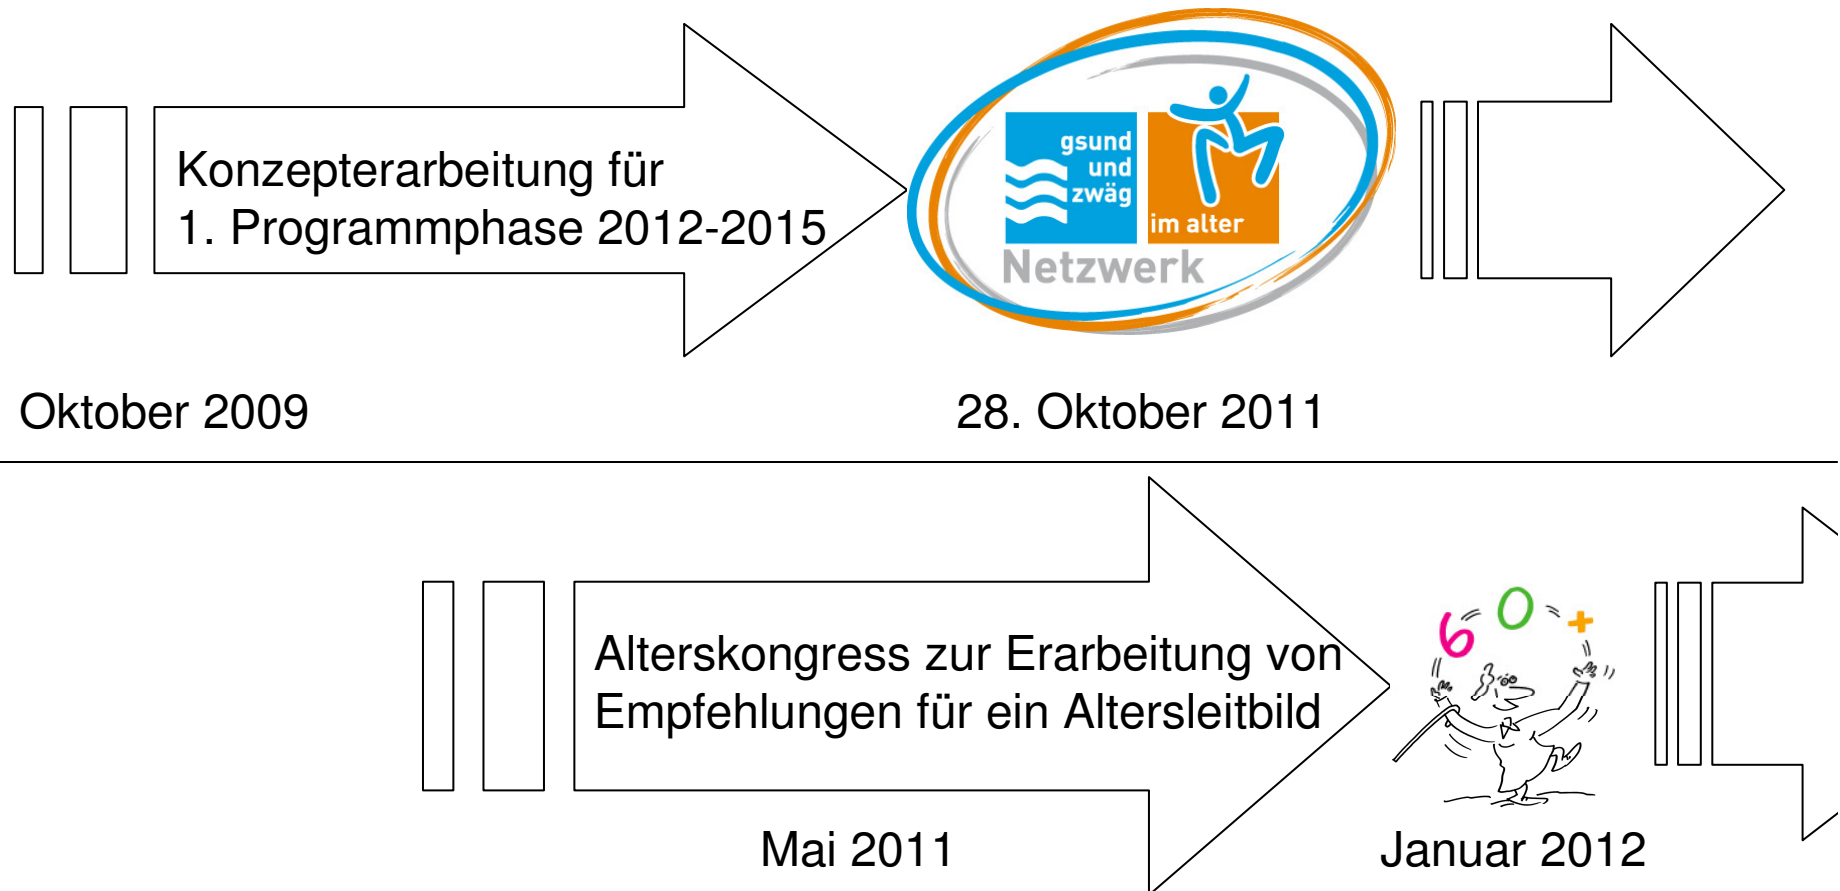 Konzepterarbeitung für
1. Programmphase 2012-2015
gsund
und
zwäg
im alter
Netzwerk
Oktober 2009
28. Oktober 2011
Alterskongress zur Erarbeitung von
Empfehlungen für ein Altersleitbild
60+
Mai 2011
Januar 2012